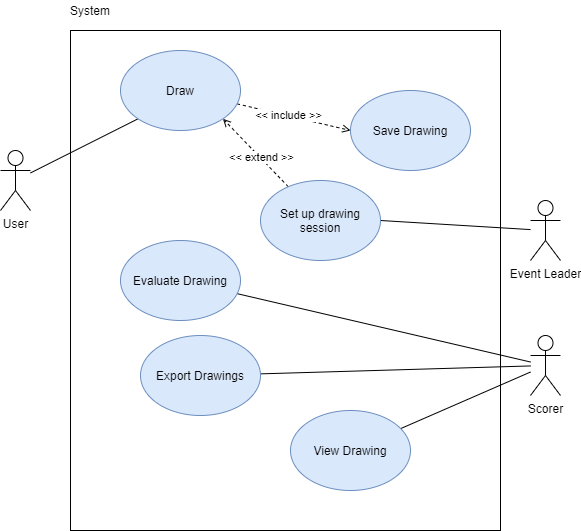 System
Draw
<< include >>
Save Drawing
<< extend >>
User
Set up drawing
session
Event Leader
Evaluate Drawing
Export Drawings
Scorer
View Drawing